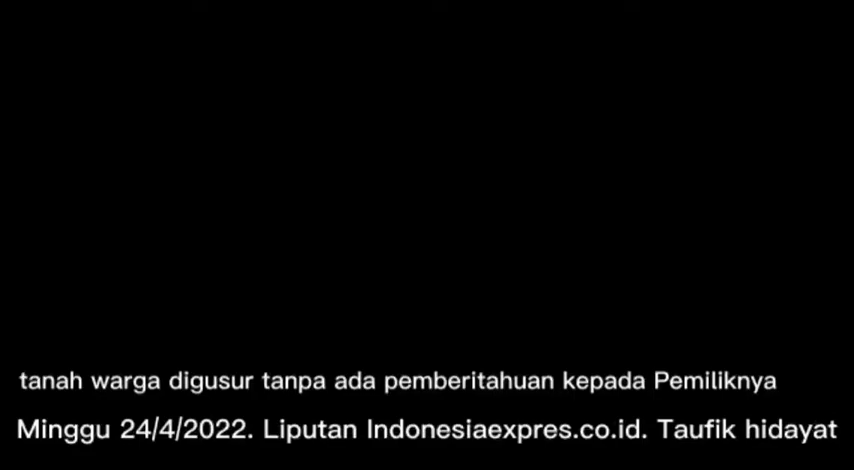 tanah warga digusur tanpa ada pemberitahuan kepada Pemiliknya
Minggu 24/4/2022. Liputan Indonesiaexpres.co.id. Taufik hidayat